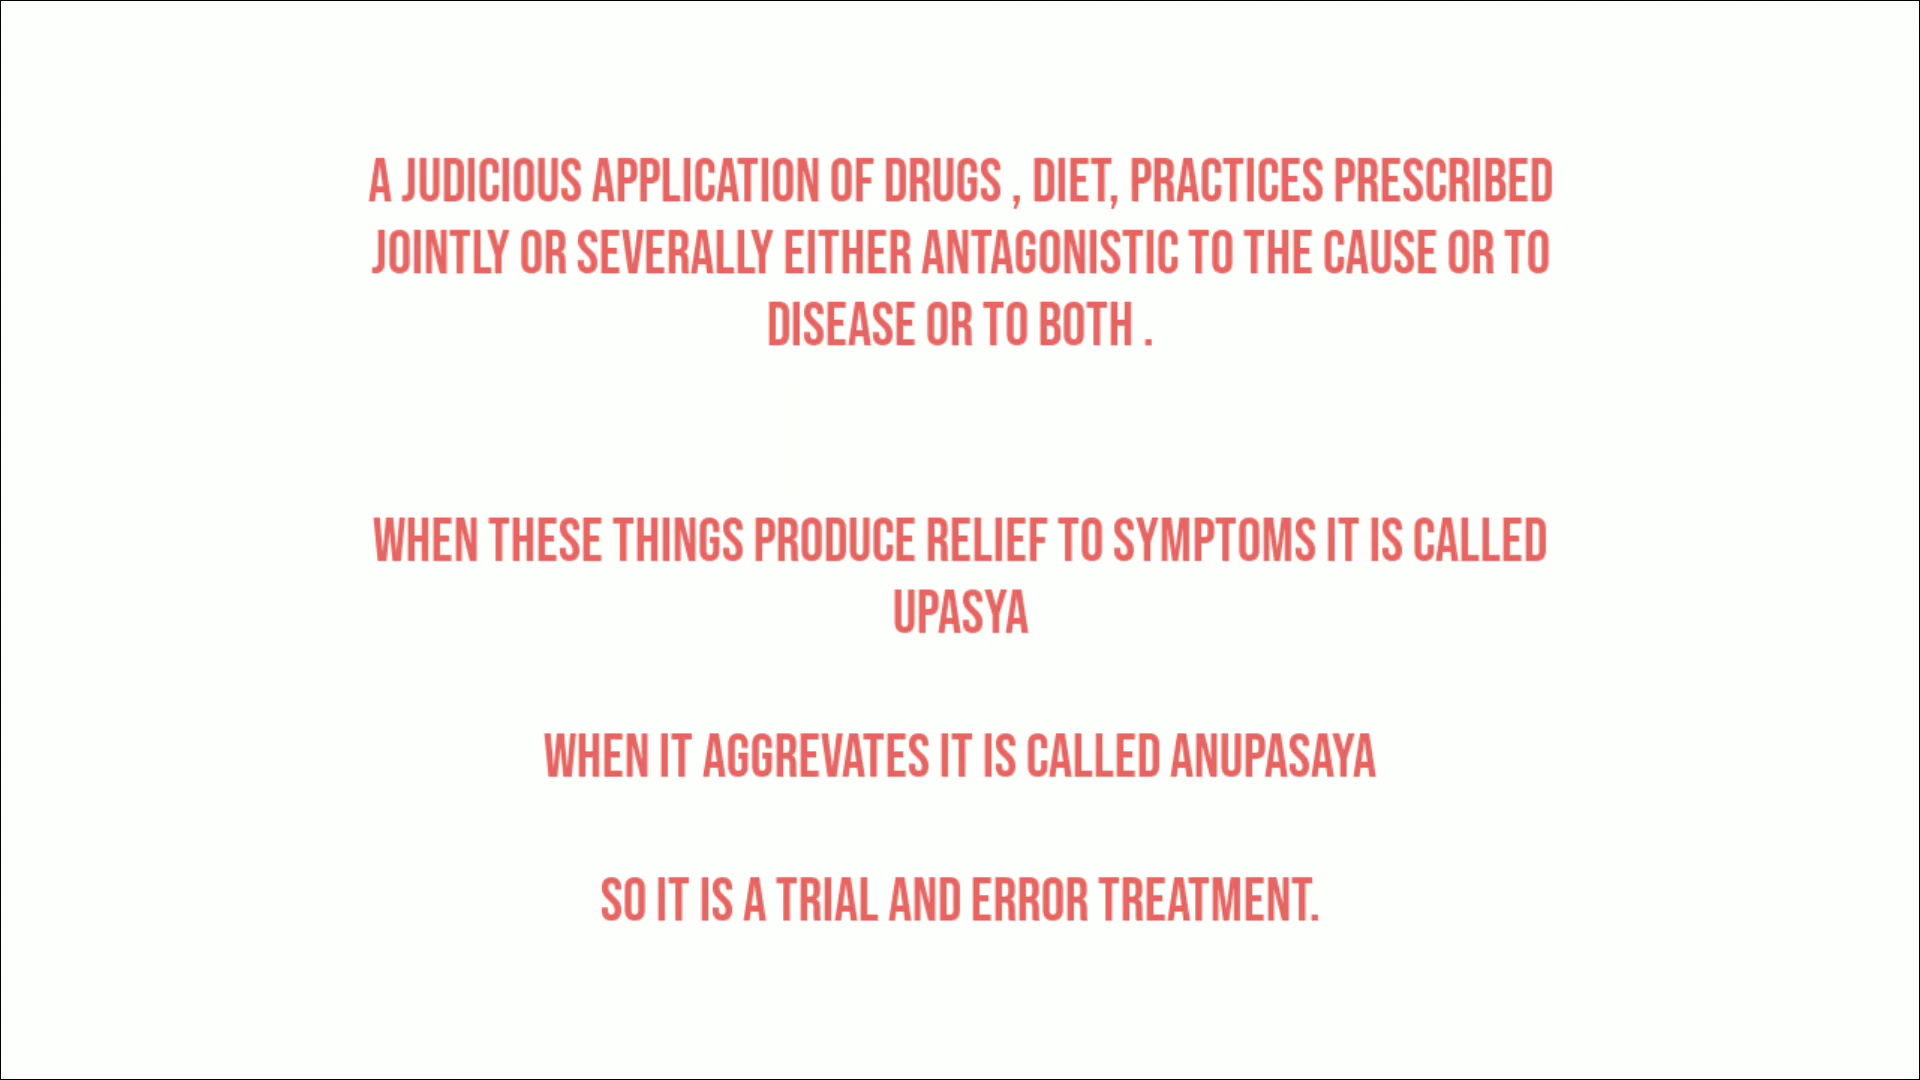 A JUDICIOUS APPLICATION OF DRUGS , DIET, PRACTICES PRESCRIBED
JOINTLY OR SEVERALLY EITHER ANTAGONISTIC TO THE CAUSE OR TO
DISEASE OR TO BOTH .
WHEN THESE THINGS PRODUCE RELIEF TO SYMPTOMS IT IS CALLED
UPASYA
WHEN IT AGGREVATES IT IS CALLED ANUPASAYA
SO IT IS A TRIAL AND ERROR TREATMENT.